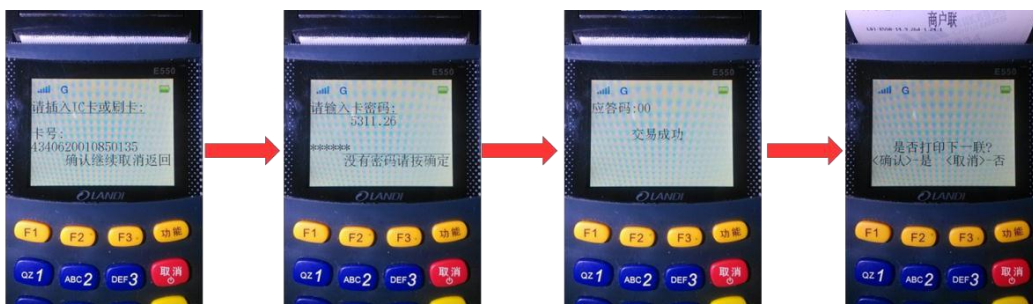 E550
G
请插入IC卡或刷卡:
卡号:
4340620010850135
确认继续取消返回
LANDI
F1 F2 F3 功能
QZ 1 ABC 2 DEF 3 取消
E550
G
请输入卡密码:
5311.26
******
没有密码请按确定
LANDI
F1 F2 F3 功能
QZ 1 ABC 2 DEF 3 取消
E550
G
应答码:00
交易成功
LANDI
F1 F2 F3 功能
QZ 1 ABC 2 DEF 3 取消
商户联
E550
G
是否打印下一联?
<确认>-是 <取消>-否
LANDI
F1 F2 F3 功能
QZ 1 ABC 2 DEF 3 取消